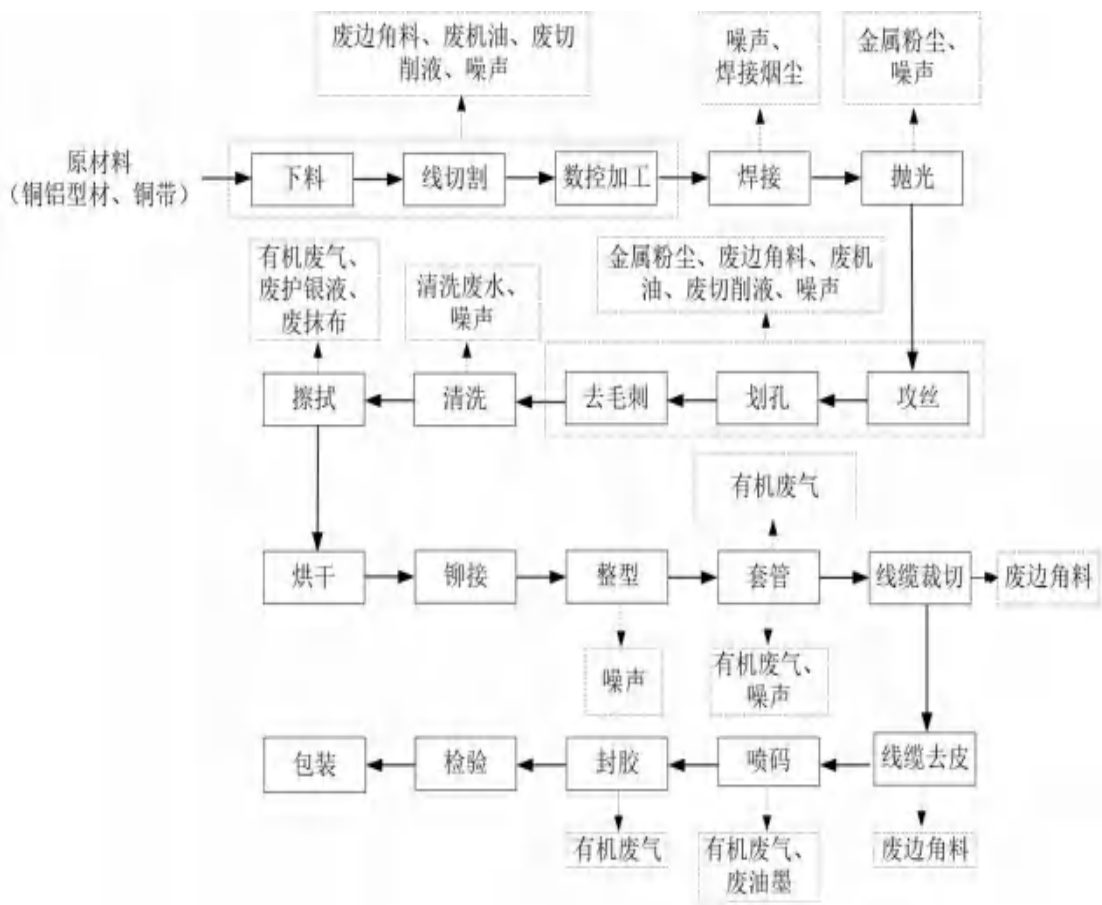 废边角料、废机油、废切
削液、噪声
噪声、
焊接烟尘
金属粉尘、
噪声
原材料
(铜铝型材、铜带)
下料
线切割
数控加工
焊接
抛光
有机废气、
废护银液、
废抹布
清洗废水、
噪声
金属粉尘、废边角料、废机
油、废切削液、噪声
擦拭
清洗
去毛刺
划孔
攻丝
有机废气
烘干
铆接
整型
套管
线缆裁切
废边角料
噪声
有机废气、
噪声
包装
检验
封胶
喷码
线缆去皮
有机废气
有机废气、
废油墨
废边角料